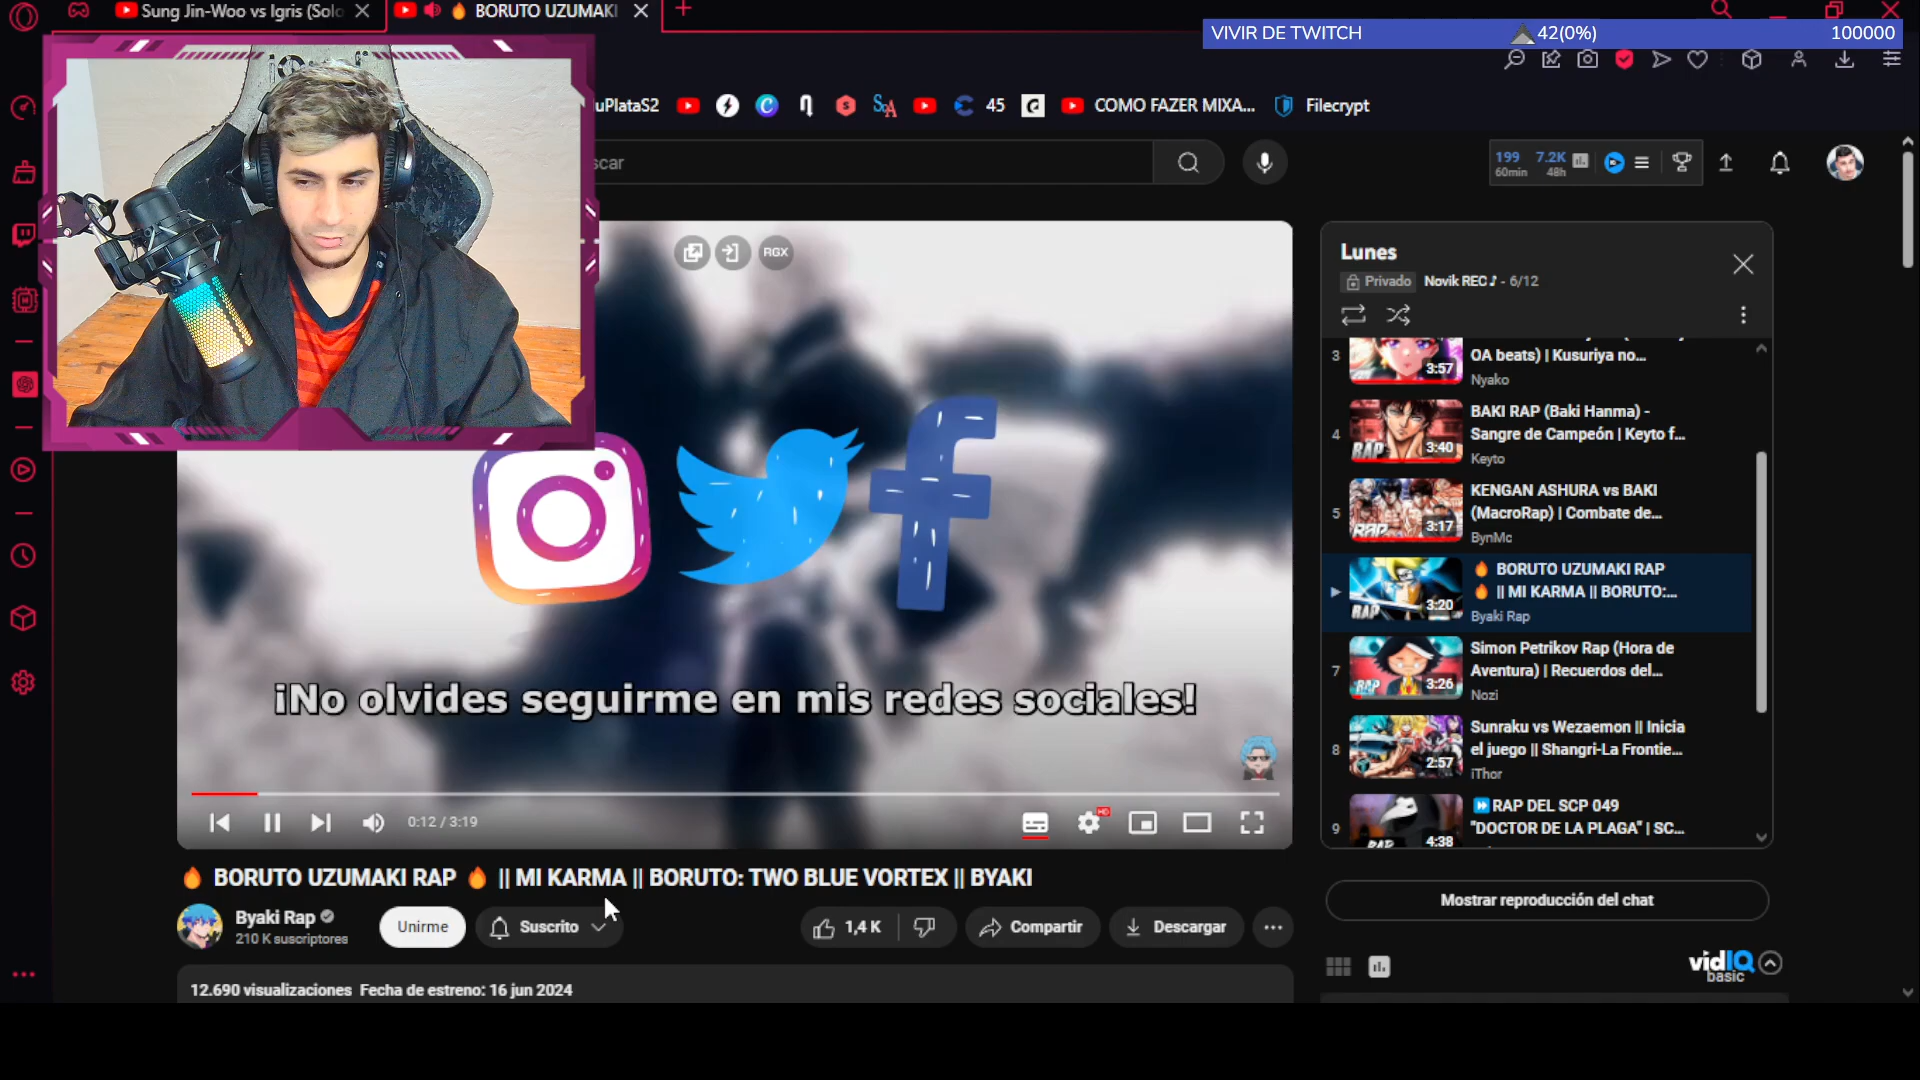 Sung Jin-Woo vs Igris (Solo
🔥 BORUTO UZUMAKI
VIVIR DE TWITCH 42(0%) 100000
uPlataS2
45
COMO FAZER MIXA...
Filecrypt
scar
199 7.2K
60min 48h
RGX
¡No olvides seguirme en mis redes sociales!
0:12 / 3:19
HD
🔥 BORUTO UZUMAKI RAP 🔥 || MI KARMA || BORUTO: TWO BLUE VORTEX || BYAKI
Byaki Rap
210 K suscriptores
Unirme
Suscrito
1,4 K
Compartir
Descargar
12.690 visualizaciones Fecha de estreno: 16 jun 2024
Lunes
Privado Novik REC♪ - 6/12
3
3:57
OA beats) | Kusuriya no...
Nyako
4
RAP
3:40
BAKI RAP (Baki Hanma) -
Sangre de Campeón | Keyto f...
Keyto
5
RAP
3:17
KENGAN ASHURA vs BAKI
(MacroRap) | Combate de...
BynMc
RAP
3:20
🔥 BORUTO UZUMAKI RAP
🔥 || MI KARMA || BORUTO:...
Byaki Rap
7
RAP
3:26
Simon Petrikov Rap (Hora de
Aventura) | Recuerdos del...
Nozi
8
2:57
Sunraku vs Wezaemon || Inicia
el juego || Shangri-La Frontie...
iThor
9
RAP
4:38
⏩RAP DEL SCP 049
"DOCTOR DE LA PLAGA" | SC...
Mostrar reproducción del chat
vidIQ
basic